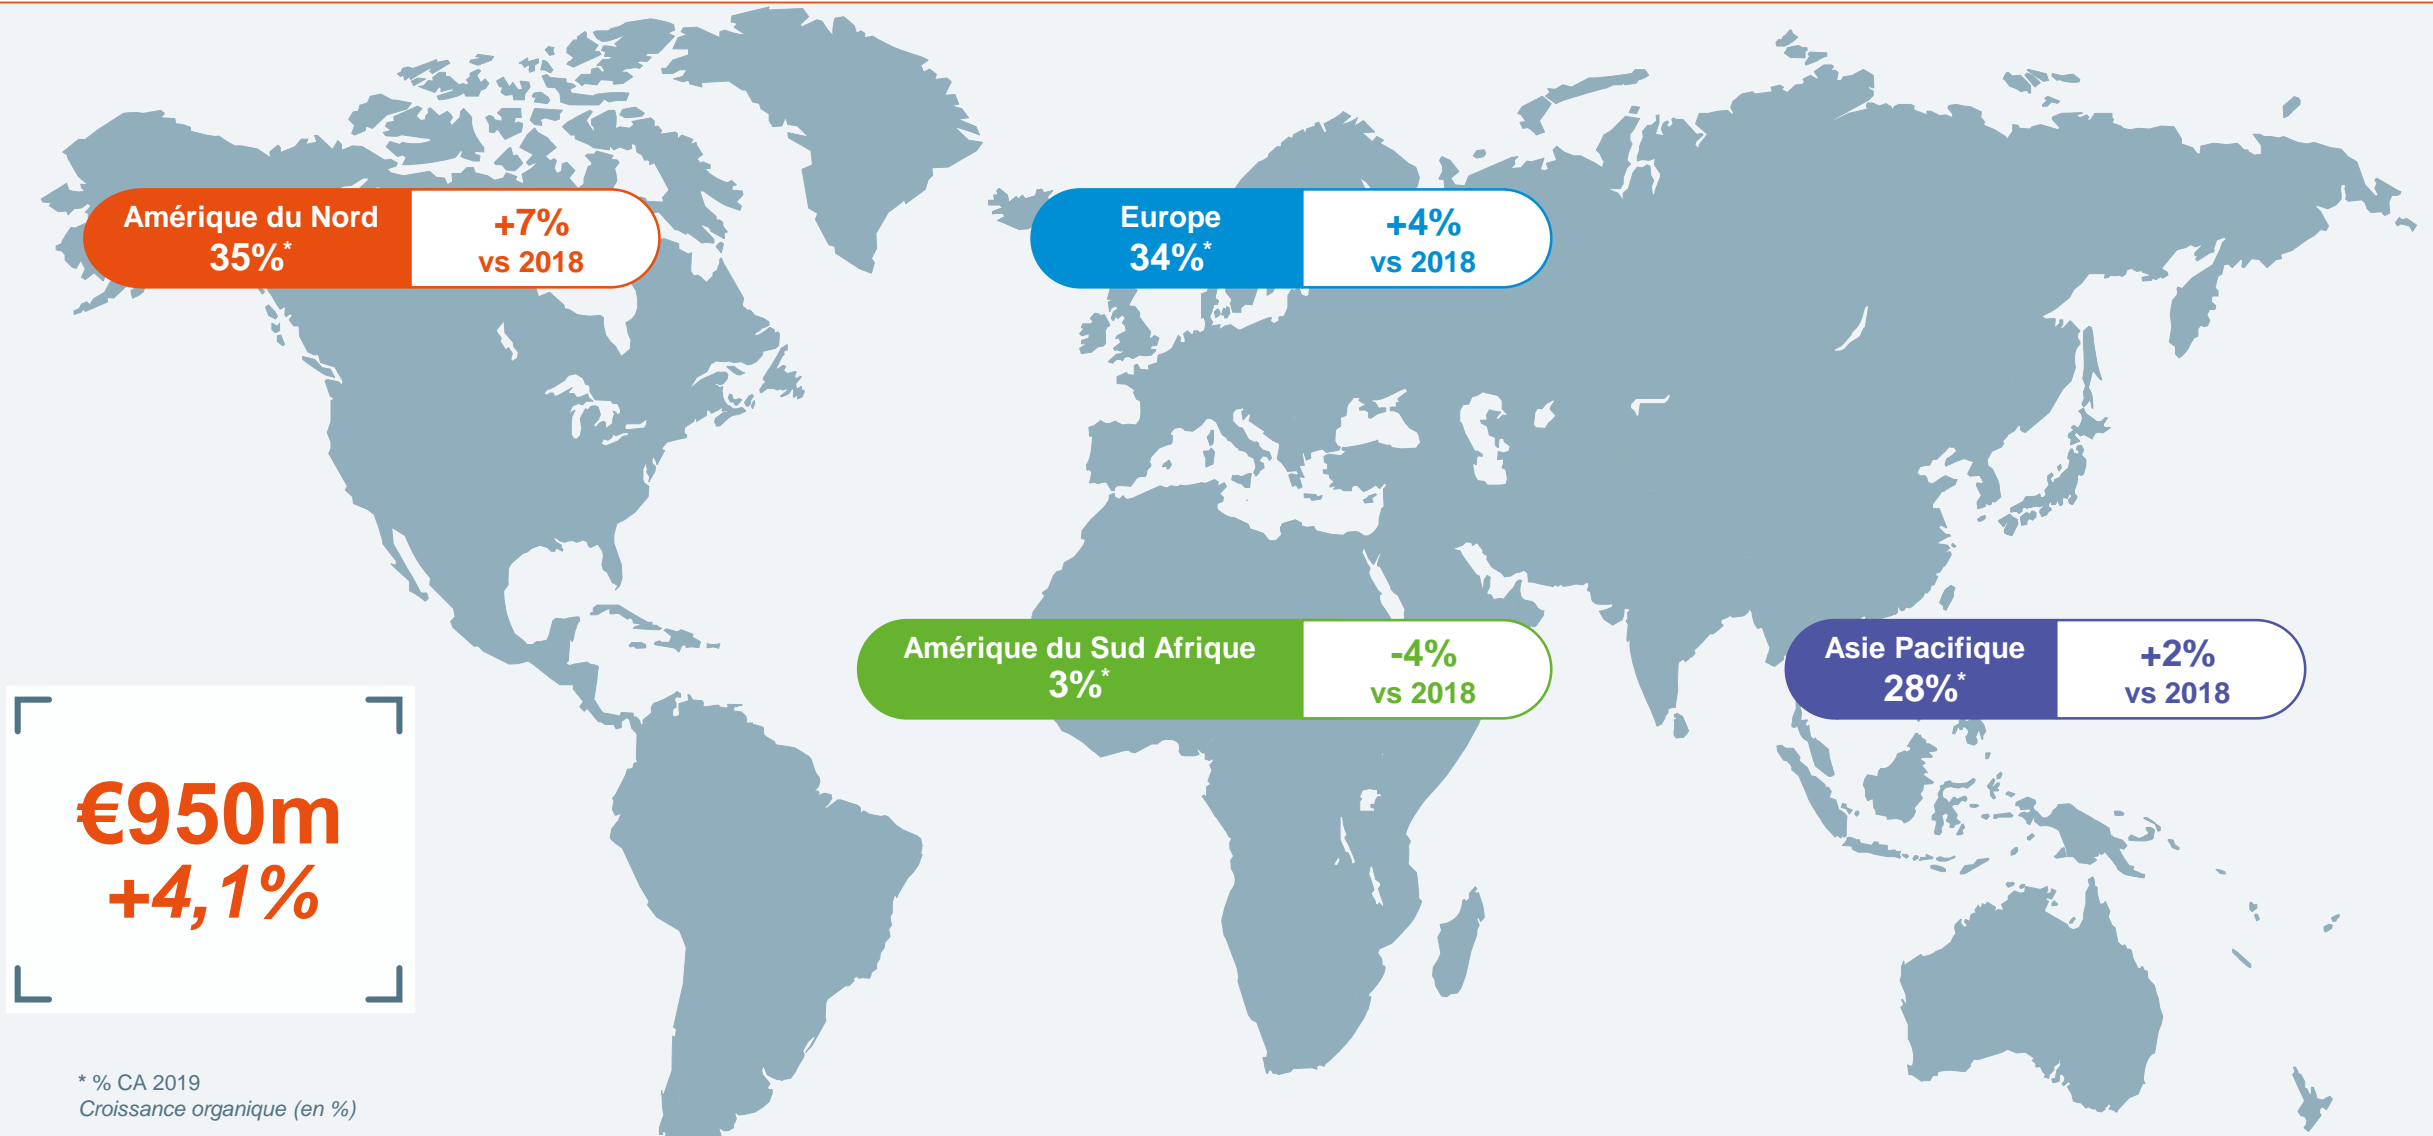 Amérique du Nord
35%*
+7%
vs 2018
Europe
34%*
+4%
vs 2018
Amérique du Sud Afrique
3%*
-4%
vs 2018
Asie Pacifique
28%*
+2%
vs 2018
€950m
+4,1%
* % CA 2019
Croissance organique (en %)